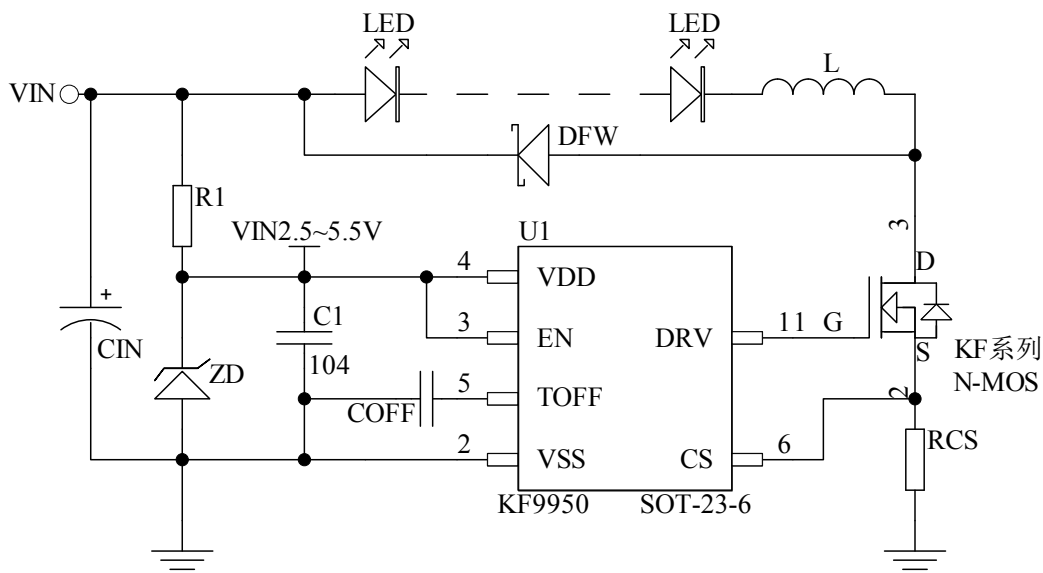 LED LED
L
VIN
DFW
R1
VIN2.5~5.5V
U1
3
4 VDD
D
+
C1
3 EN
DRV 11 G
CIN
104
S
KF系列
ZD
5 TOFF
N-MOS
COFF
2
2 VSS
CS 6
RCS
KF9950 SOT-23-6